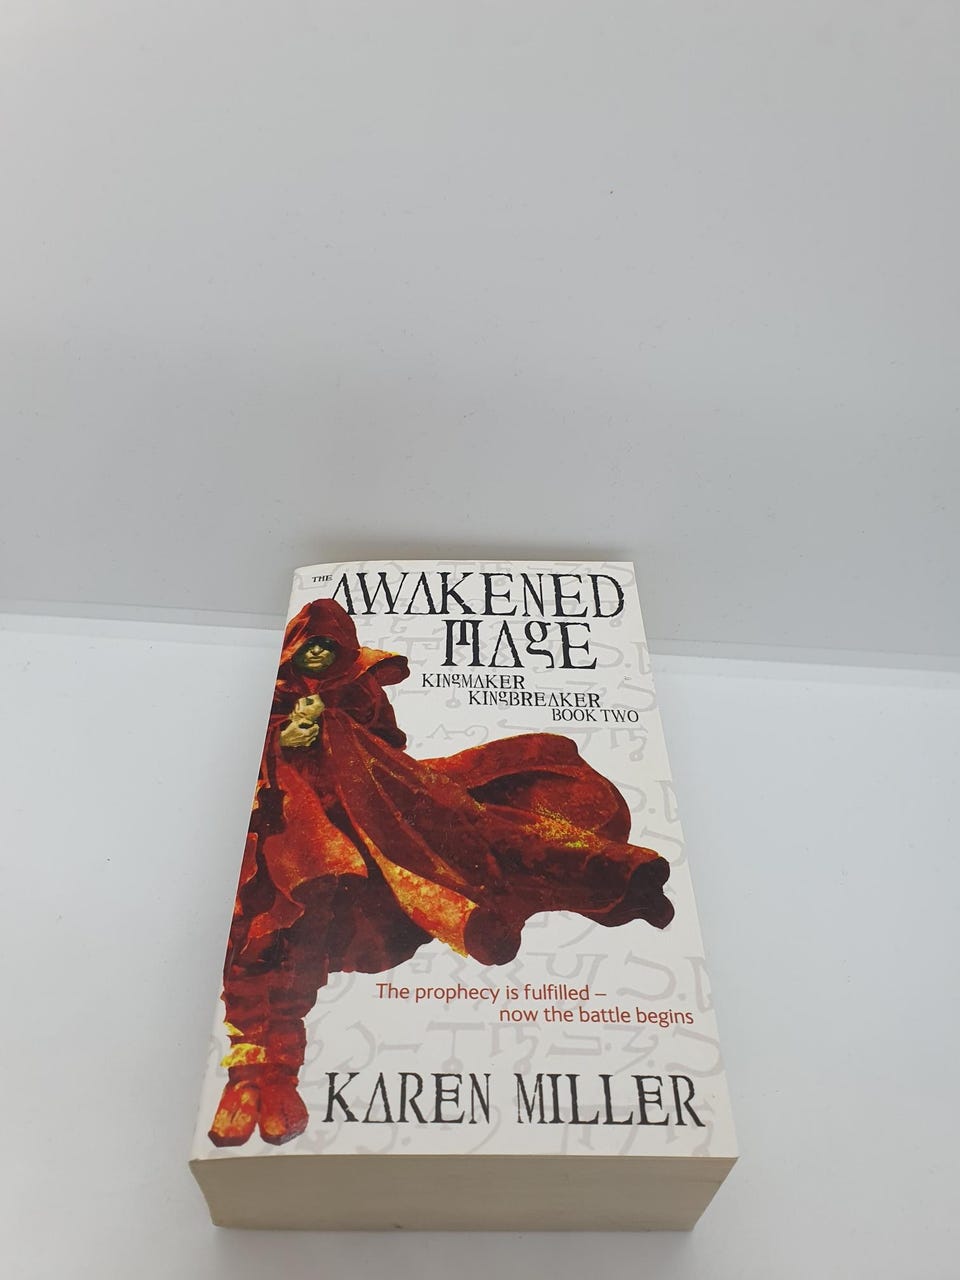 THE AWAKENED
MAGE
KINGMAKER
KINGBREAKER
BOOK TWO
The prophecy is fulfilled –
now the battle begins
KAREN MILLER